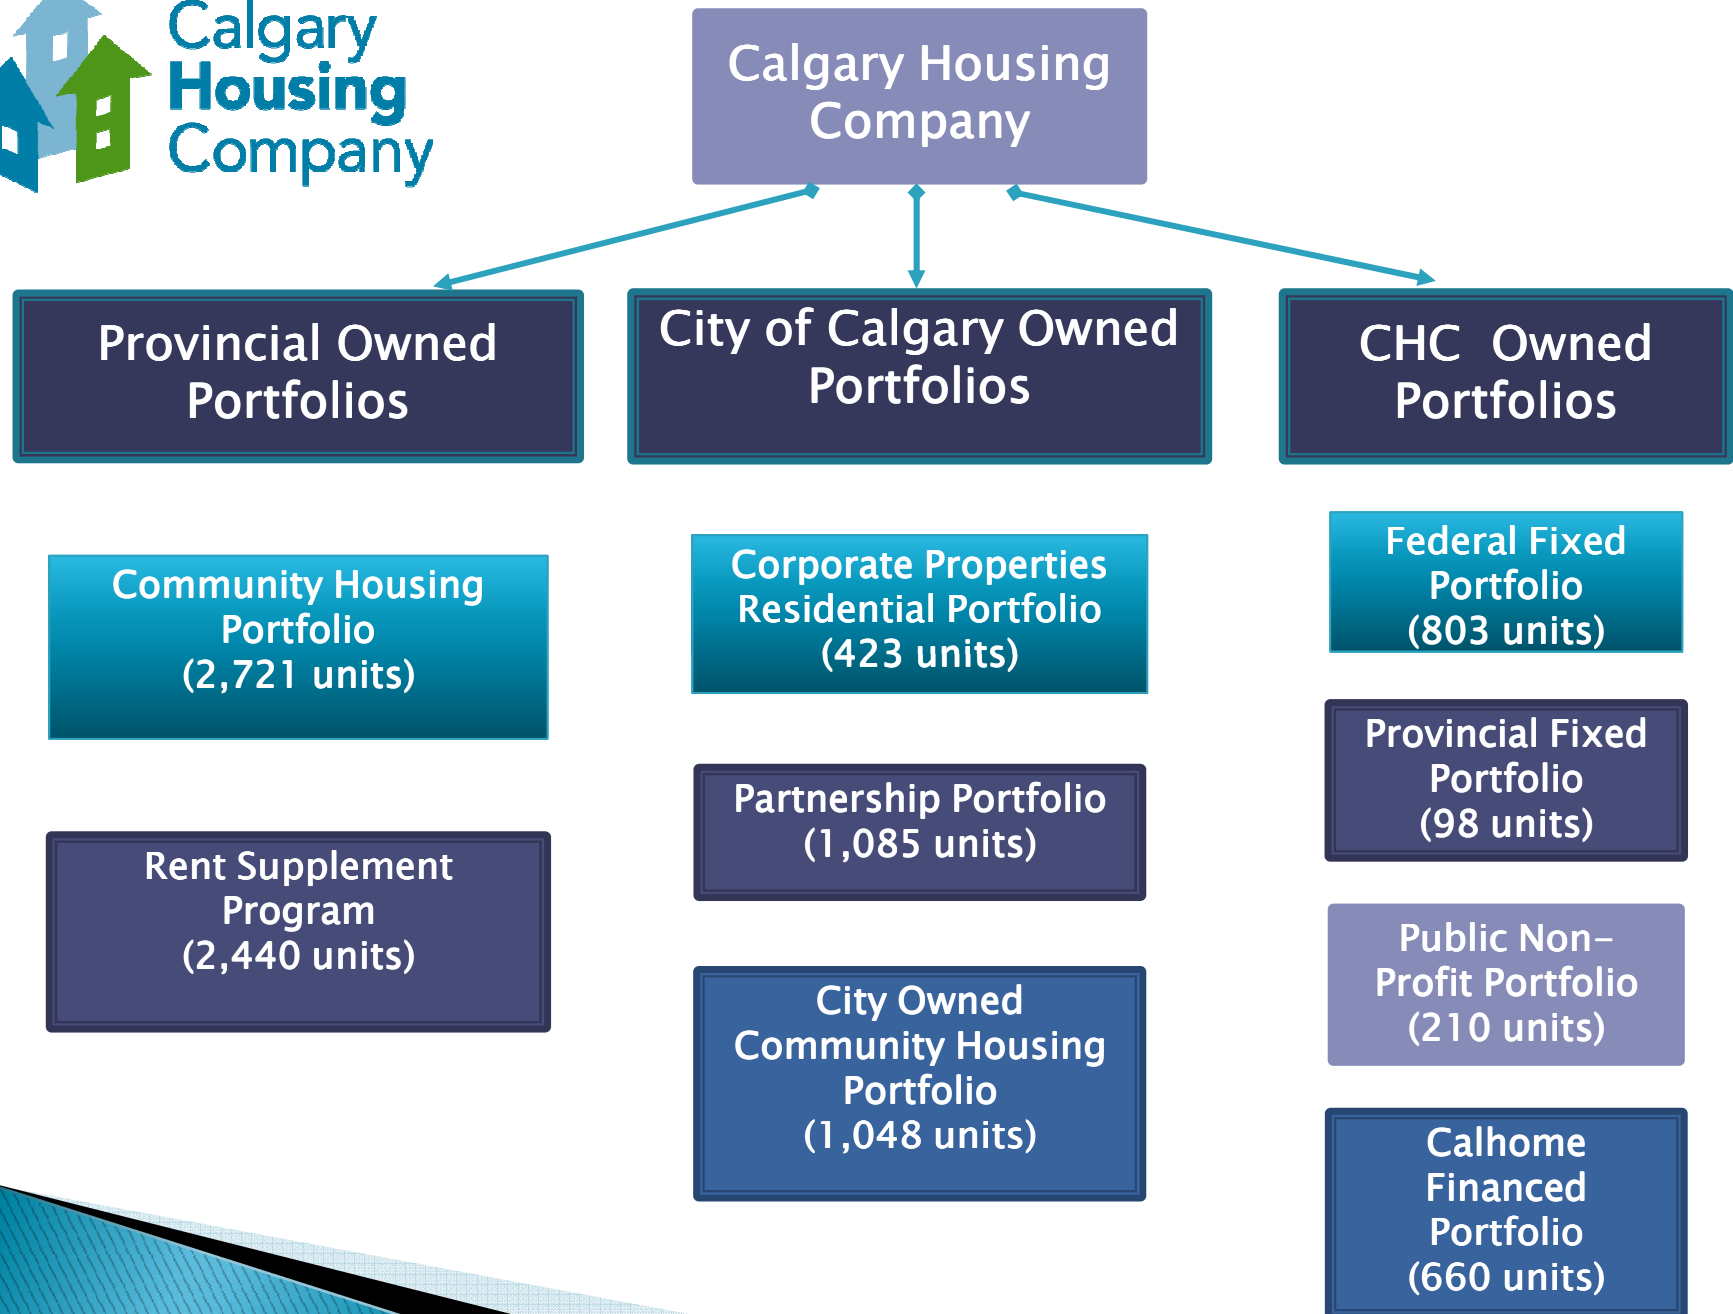 Calgary
Housing
Company
Calgary Housing
Company
Provincial Owned
Portfolios
City of Calgary Owned
Portfolios
CHC Owned
Portfolios
Community Housing
Portfolio
(2,721 units)
Rent Supplement
Program
(2,440 units)
Corporate Properties
Residential Portfolio
(423 units)
Partnership Portfolio
(1,085 units)
City Owned
Community Housing
Portfolio
(1,048 units)
Federal Fixed
Portfolio
(803 units)
Provincial Fixed
Portfolio
(98 units)
Public Non-
Profit Portfolio
(210 units)
Calhome
Financed
Portfolio
(660 units)